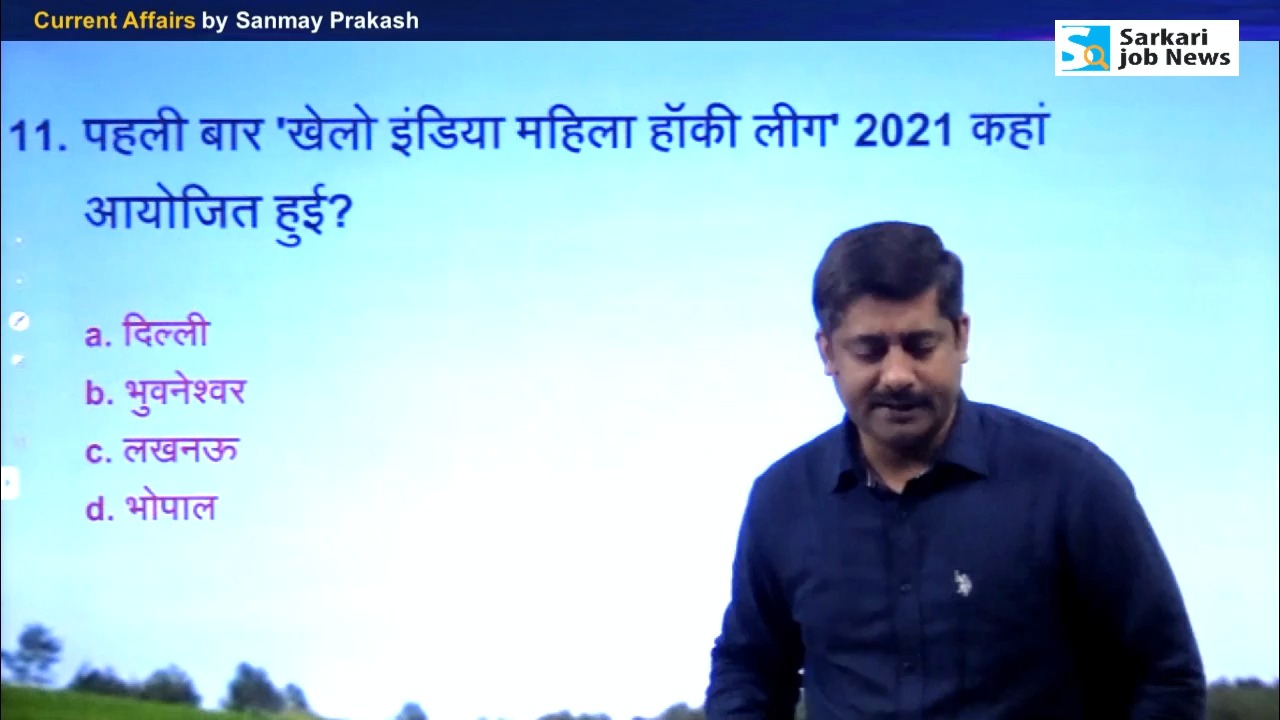 Current Affairs by Sanmay Prakash
Sarkari
Job News
11. पहली बार 'खेलो इंडिया महिला हॉकी लीग' 2021 कहां
आयोजित हुई?
a. दिल्ली
b. भुवनेश्वर
c. लखनऊ
d. भोपाल